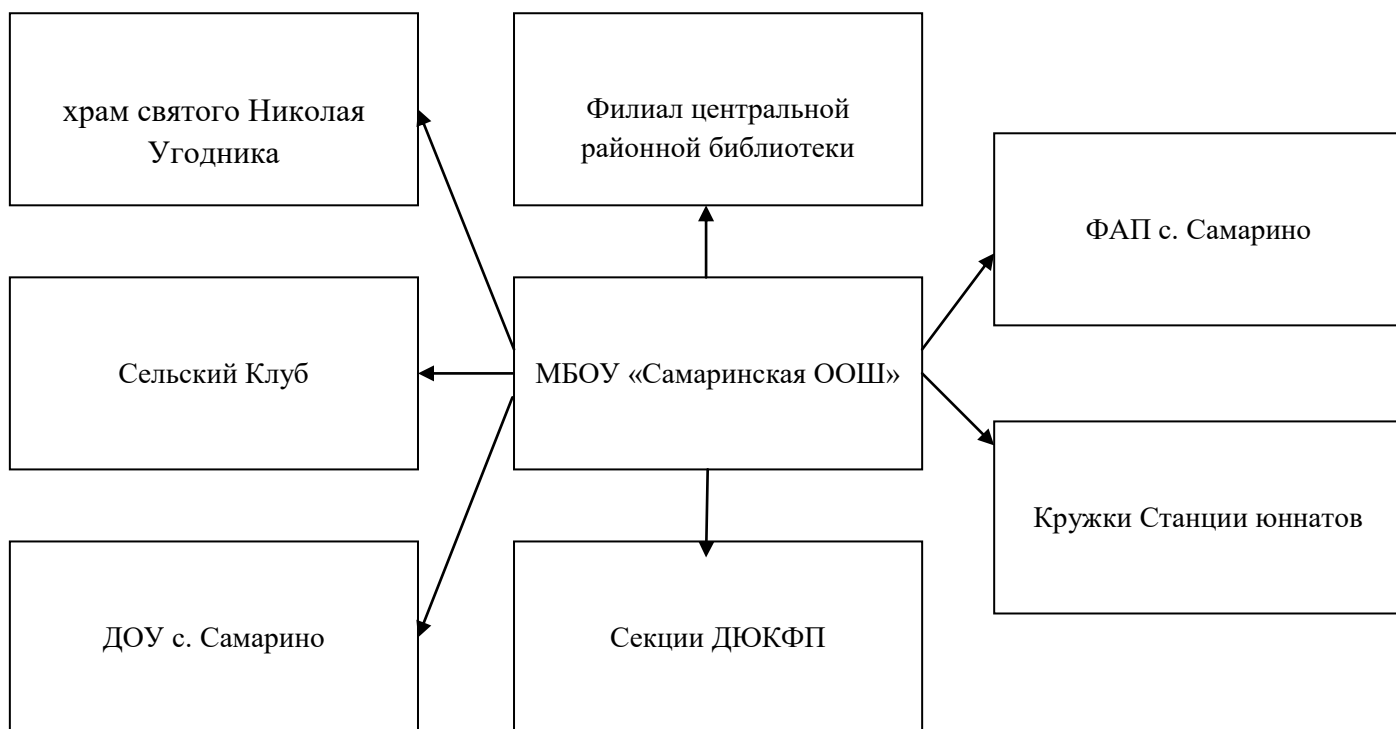 храм святого Николая
Угодника
Филиал центральной
районной библиотеки
ФАП с. Самарино
Сельский Клуб
МБОУ «Самаринская ООШ»
Кружки Станции юннатов
ДОУ с. Самарино
Секции ДЮКФП